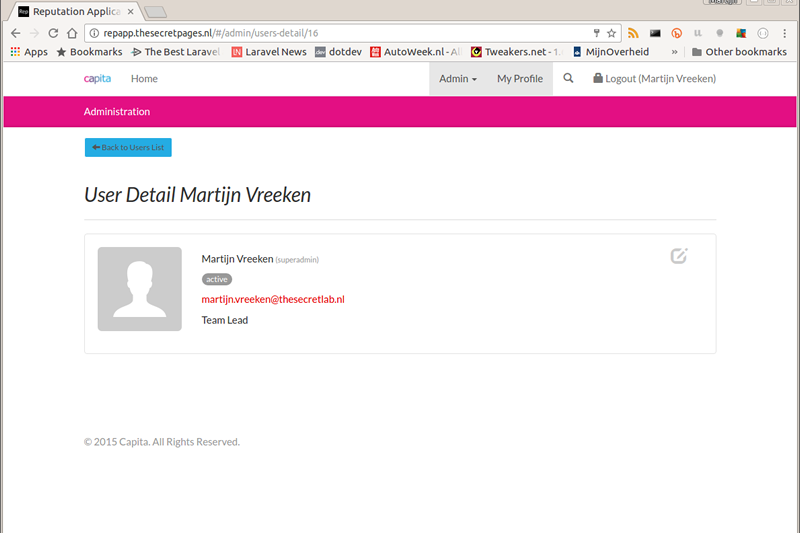 Reputation Applica
repapp.thesecretpages.nl/#/admin/users-detail/16
Apps Bookmarks The Best Laravel Laravel News dotdev AutoWeek.nl - Al Tweakers.net - 1. MijnOverheid » Other bookmarks
capita Home Admin My Profile Logout (Martijn Vreeken)
Administration
Back to Users List
User Detail Martijn Vreeken
Martijn Vreeken (superadmin)
active
martijn.vreeken@thesecretlab.nl
Team Lead
© 2015 Capita. All Rights Reserved.